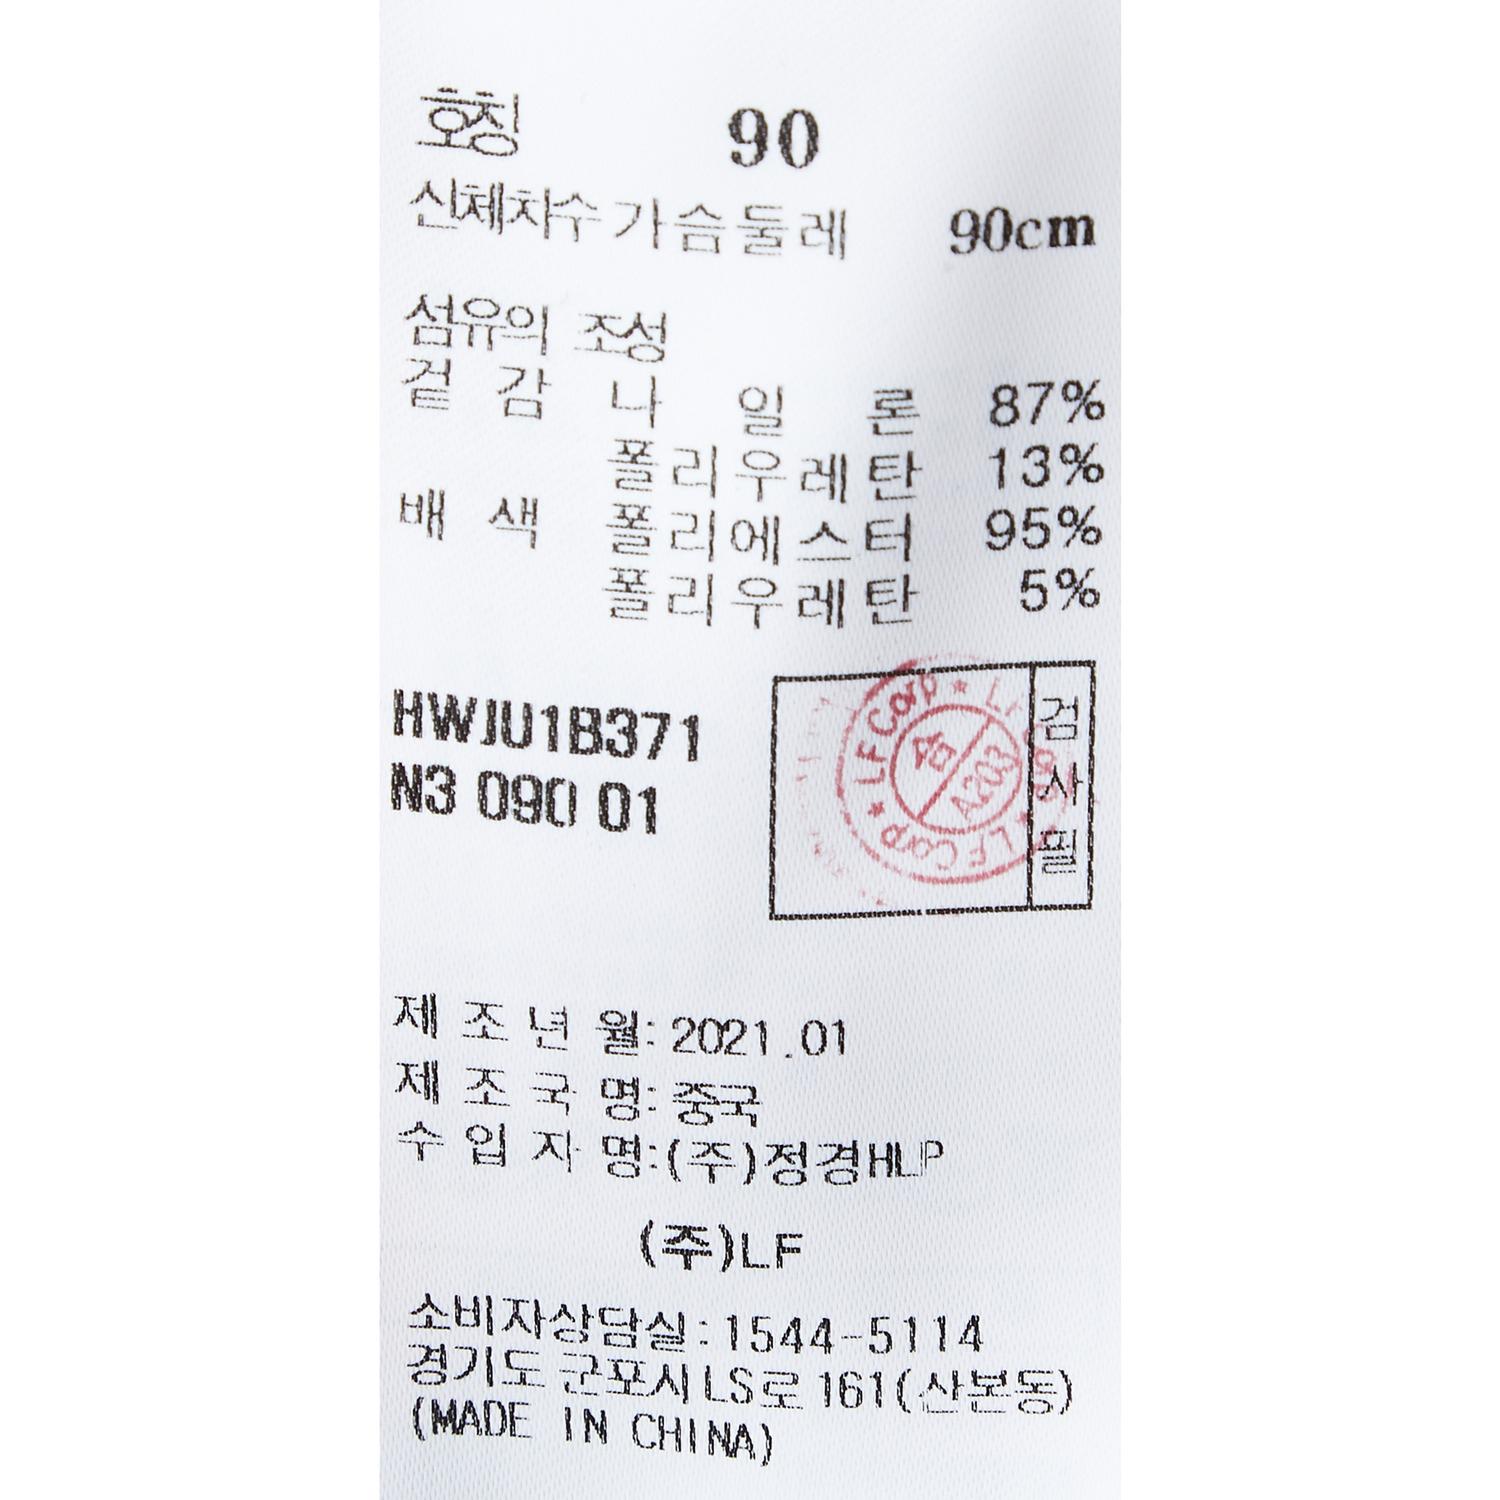 호칭 90
신체치수 가슴둘레 90cm
섬유의 조성
겉 감 나 일 론 87%
폴리우레탄 13%
배 색 폴리에스터 95%
폴리우레탄 5%
HWJU1B371
N3 090 01
검사필
LF Corp ★ LF Corp ★ LF Corp ★
A203
제 조 년 월: 2021.01
제 조 국 명: 중국
수 입 자 명: (주)정경HLP
(주)LF
소비자상담실:1544-5114
경기도 군포시 LS로 161(산본동)
(MADE IN CHINA)